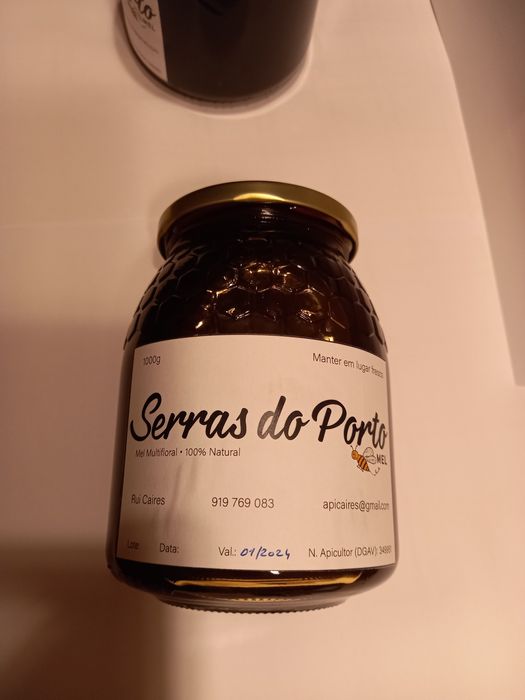 1000g
Manter em lugar fresco
Serras do Porto
Mel Multifloral • 100% Natural
MEL
Rui Caires
919 769 083
apicaires@gmail.com
Lote:
Data:
Val.: 01/2024
N. Apicultor (DGAV):